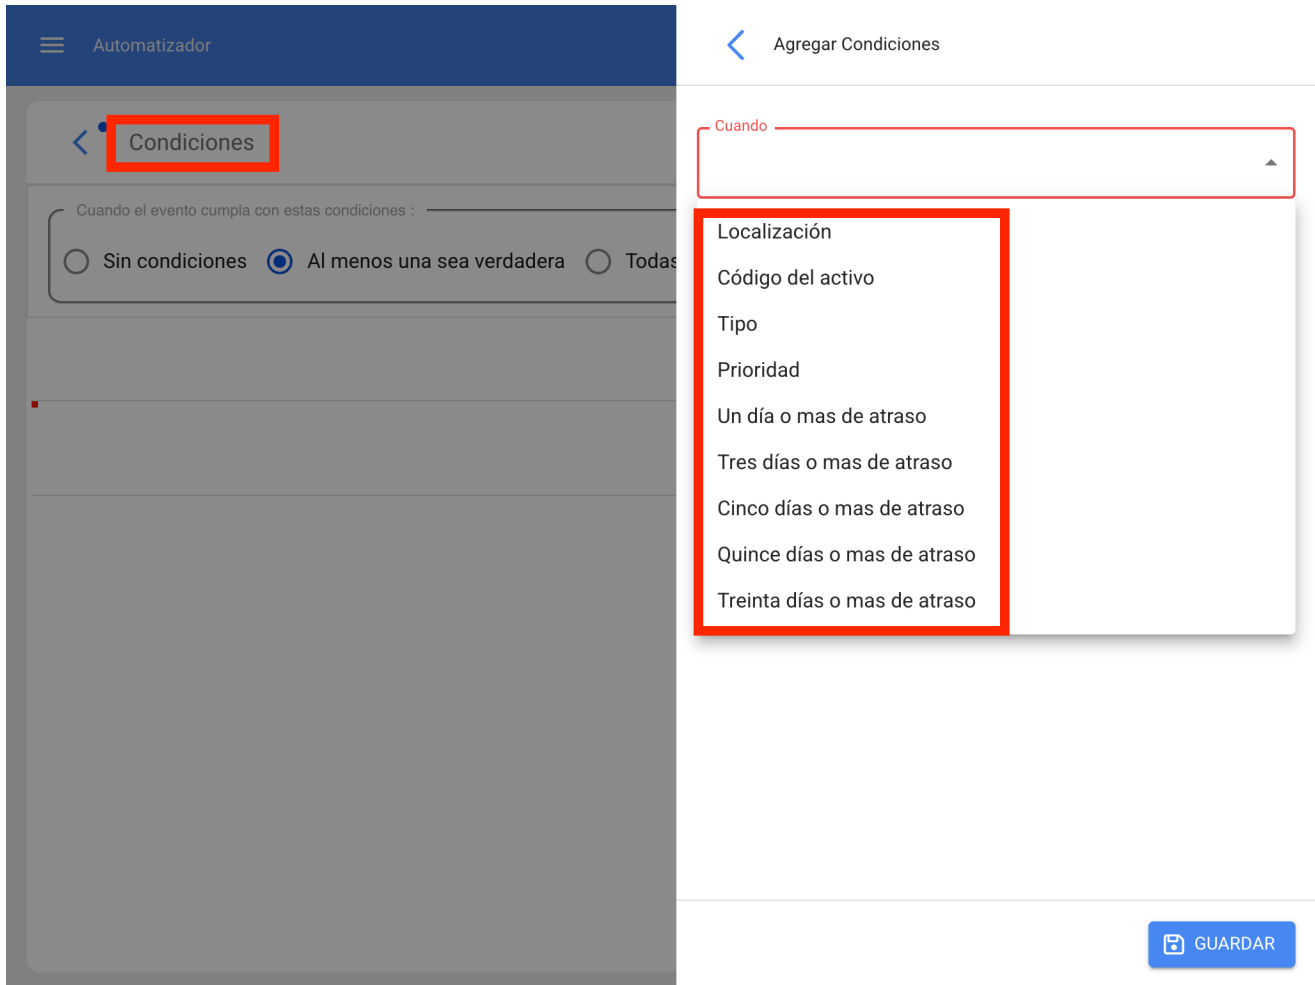 Automatizador
Condiciones
Cuando el evento cumpla con estas condiciones :
Sin condiciones
Al menos una sea verdadera
Todas
Agregar Condiciones
Cuando
Localización
Código del activo
Tipo
Prioridad
Un día o mas de atraso
Tres días o mas de atraso
Cinco días o mas de atraso
Quince días o mas de atraso
Treinta días o mas de atraso
GUARDAR